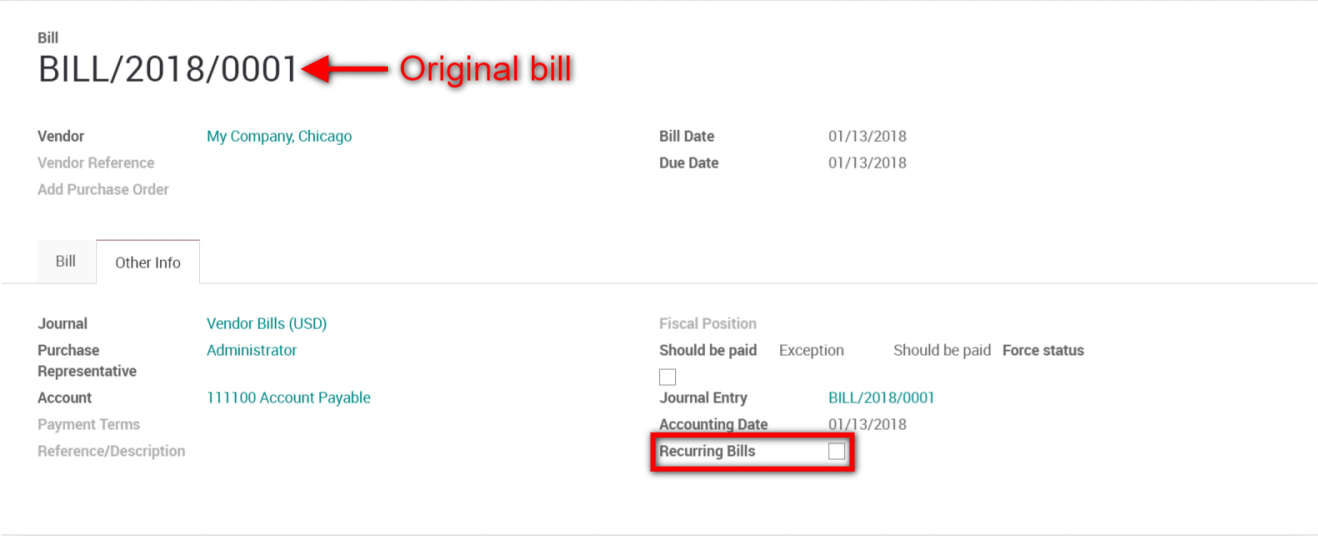 Bill
BILL/2018/0001 Original bill
Vendor My Company, Chicago Bill Date 01/13/2018
Vendor Reference Due Date 01/13/2018
Add Purchase Order
Bill Other Info
Journal Vendor Bills (USD) Fiscal Position
Purchase Administrator Should be paid Exception Should be paid Force status
Representative
Account 111100 Account Payable Journal Entry BILL/2018/0001
Payment Terms Accounting Date 01/13/2018
Reference/Description Recurring Bills